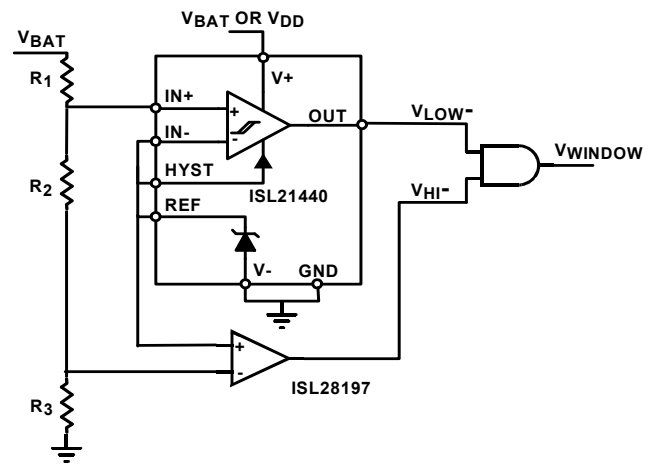 VBAT OR VDD
VBAT
R1
V+
IN+
+
OUT
VLOW-
IN-
-
VWINDOW
HYST
R2
ISL21440
VHI-
REF
V-
GND
+
-
ISL28197
R3